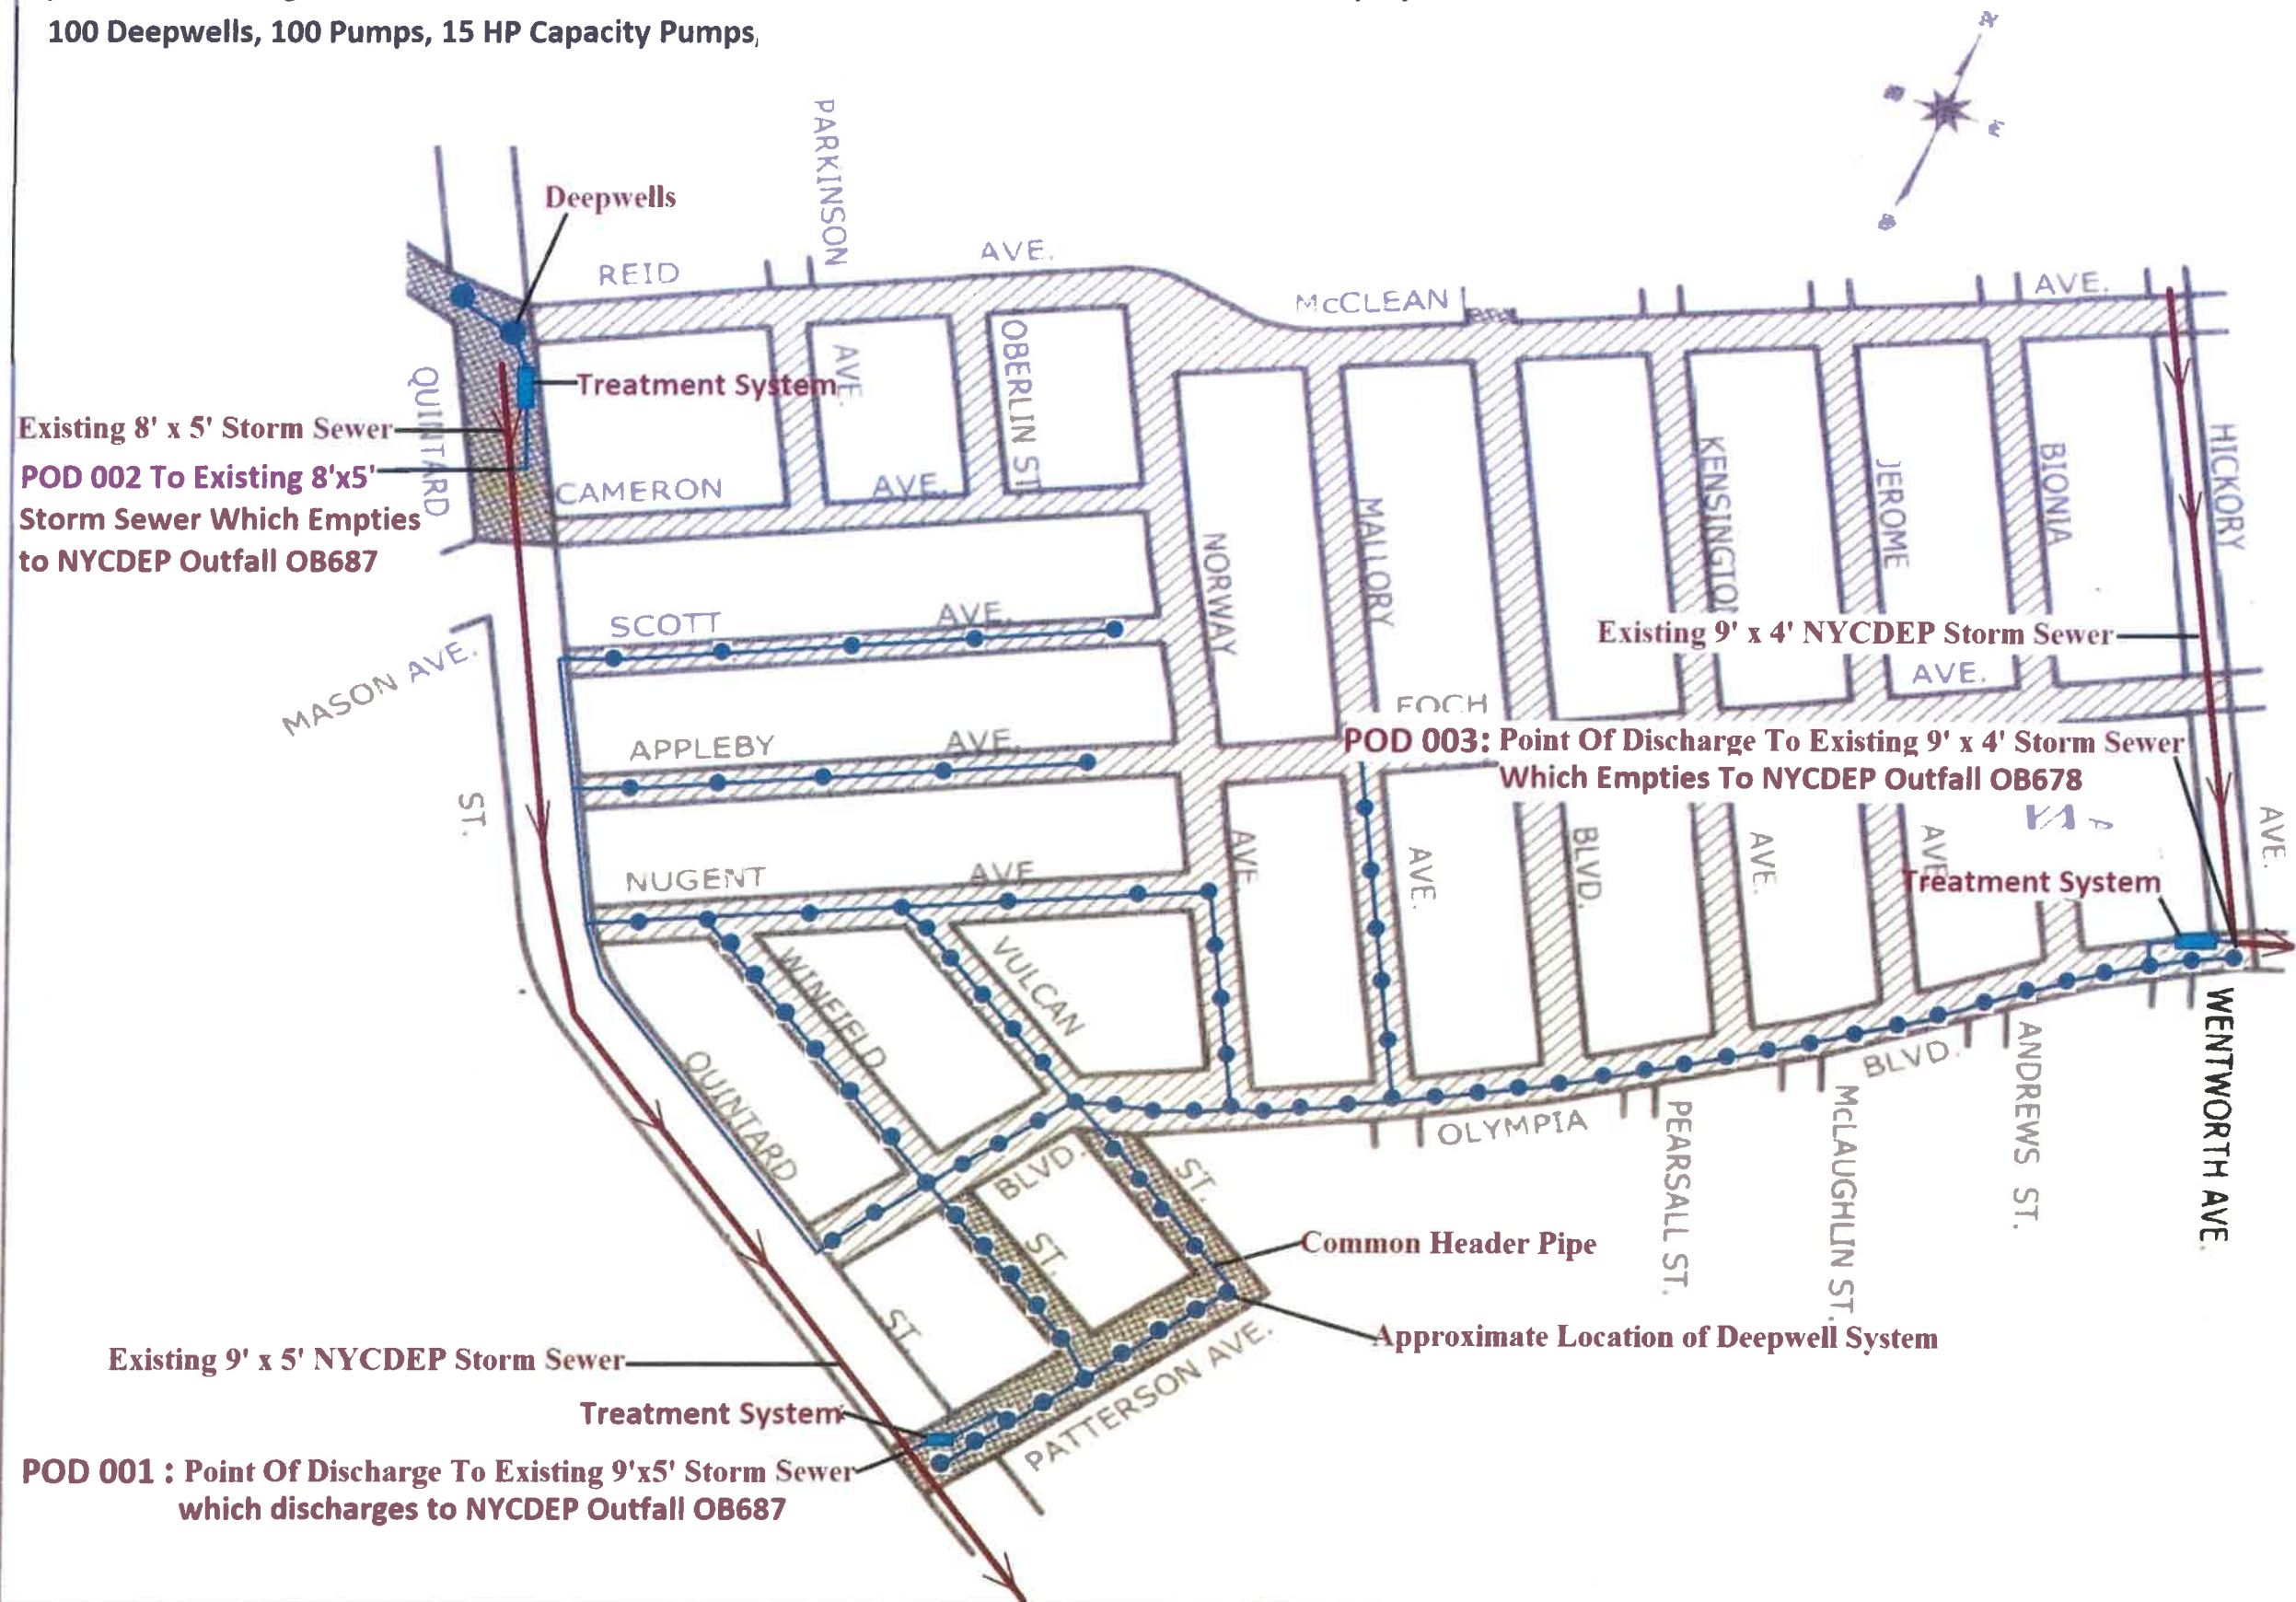 100 Deepwells, 100 Pumps, 15 HP Capacity Pumps,
N
PARKINSON
Deepwells
REID
AVE.
McCLEAN
AVE.
QUINTARD
Treatment System
AVE.
OBERLIN ST
Existing 8' x 5' Storm Sewer
POD 002 To Existing 8'x5'
Storm Sewer Which Empties
to NYCDEP Outfall OB687
CAMERON
AVE.
NORWAY
MALLORY
KENSINGTON
JEROME
BIONIA
HICKORY
SCOTT
AVE.
Existing 9' x 4' NYCDEP Storm Sewer
MASON AVE.
AVE.
FOCH
APPLEBY
AVE.
POD 003: Point Of Discharge To Existing 9' x 4' Storm Sewer
Which Empties To NYCDEP Outfall OB678
ST.
AVE.
AVE.
BLVD.
AVE.
AVE.
AVE.
NUGENT
AVE
Treatment System
WINFIELD
VULCAN
QUINTARD
WENTWORTH AVE.
BLVD.
ANDREWS ST.
OLYMPIA
PEARSALL ST.
McLAUGHLIN ST.
BLVD.
ST.
ST.
Common Header Pipe
ST.
Approximate Location of Deepwell System
PATTERSON AVE.
Existing 9' x 5' NYCDEP Storm Sewer
Treatment System
POD 001 : Point Of Discharge To Existing 9'x5' Storm Sewer
which discharges to NYCDEP Outfall OB687